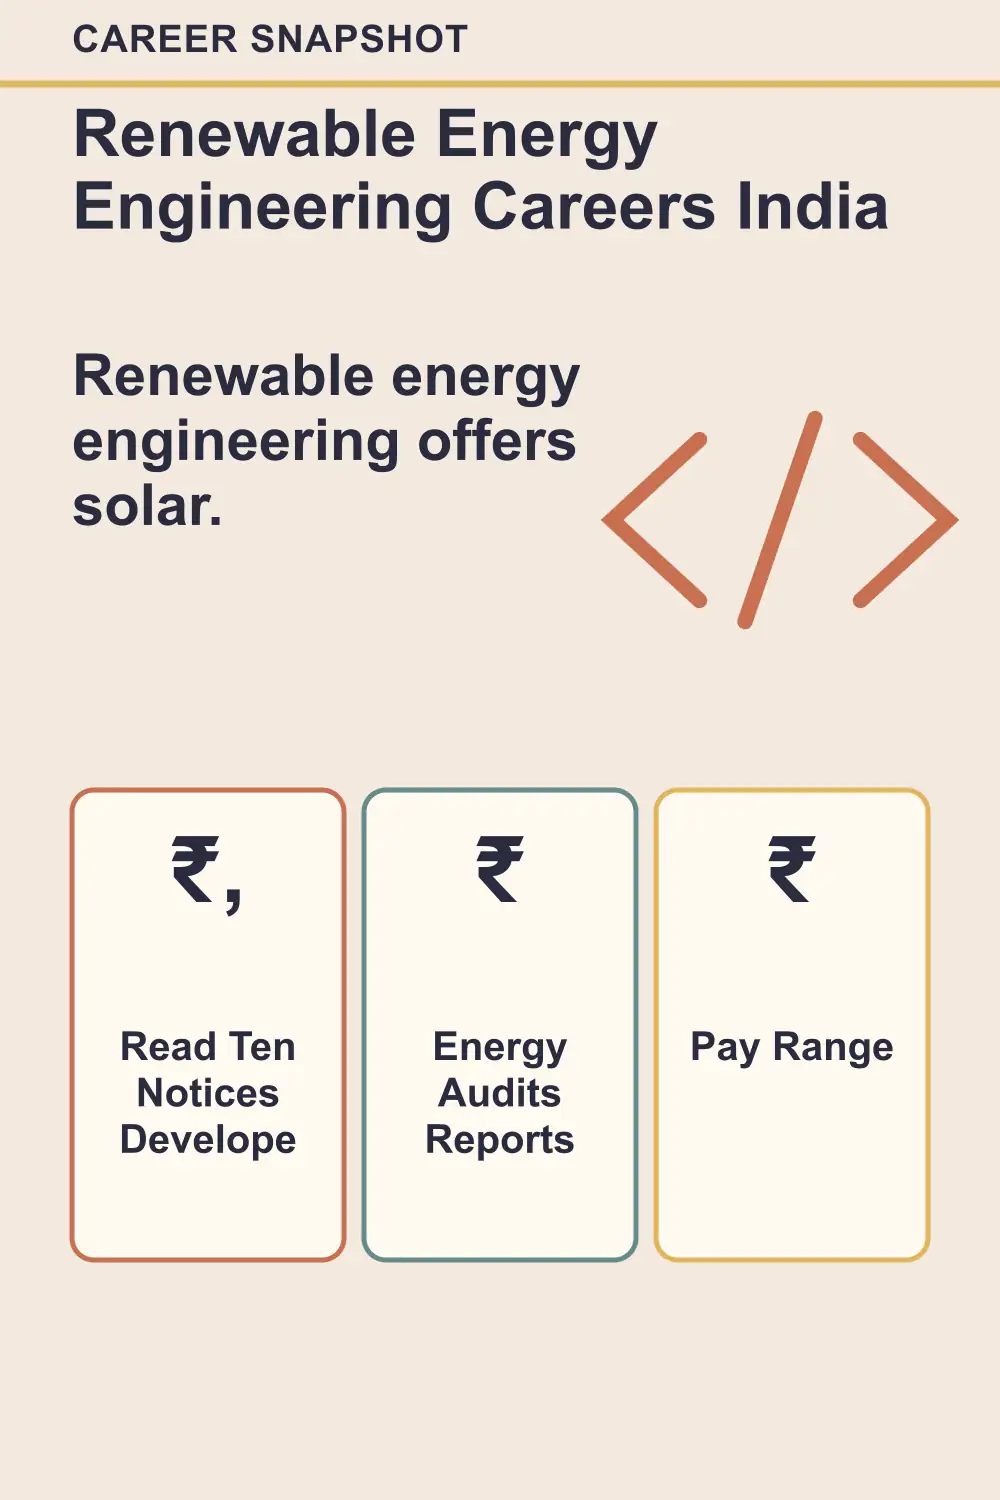 CAREER SNAPSHOT
Renewable Energy
Engineering Careers India
Renewable energy
engineering offers
solar.
₹,
Read Ten
Notices
Develope
₹
Energy
Audits
Reports
₹
Pay Range